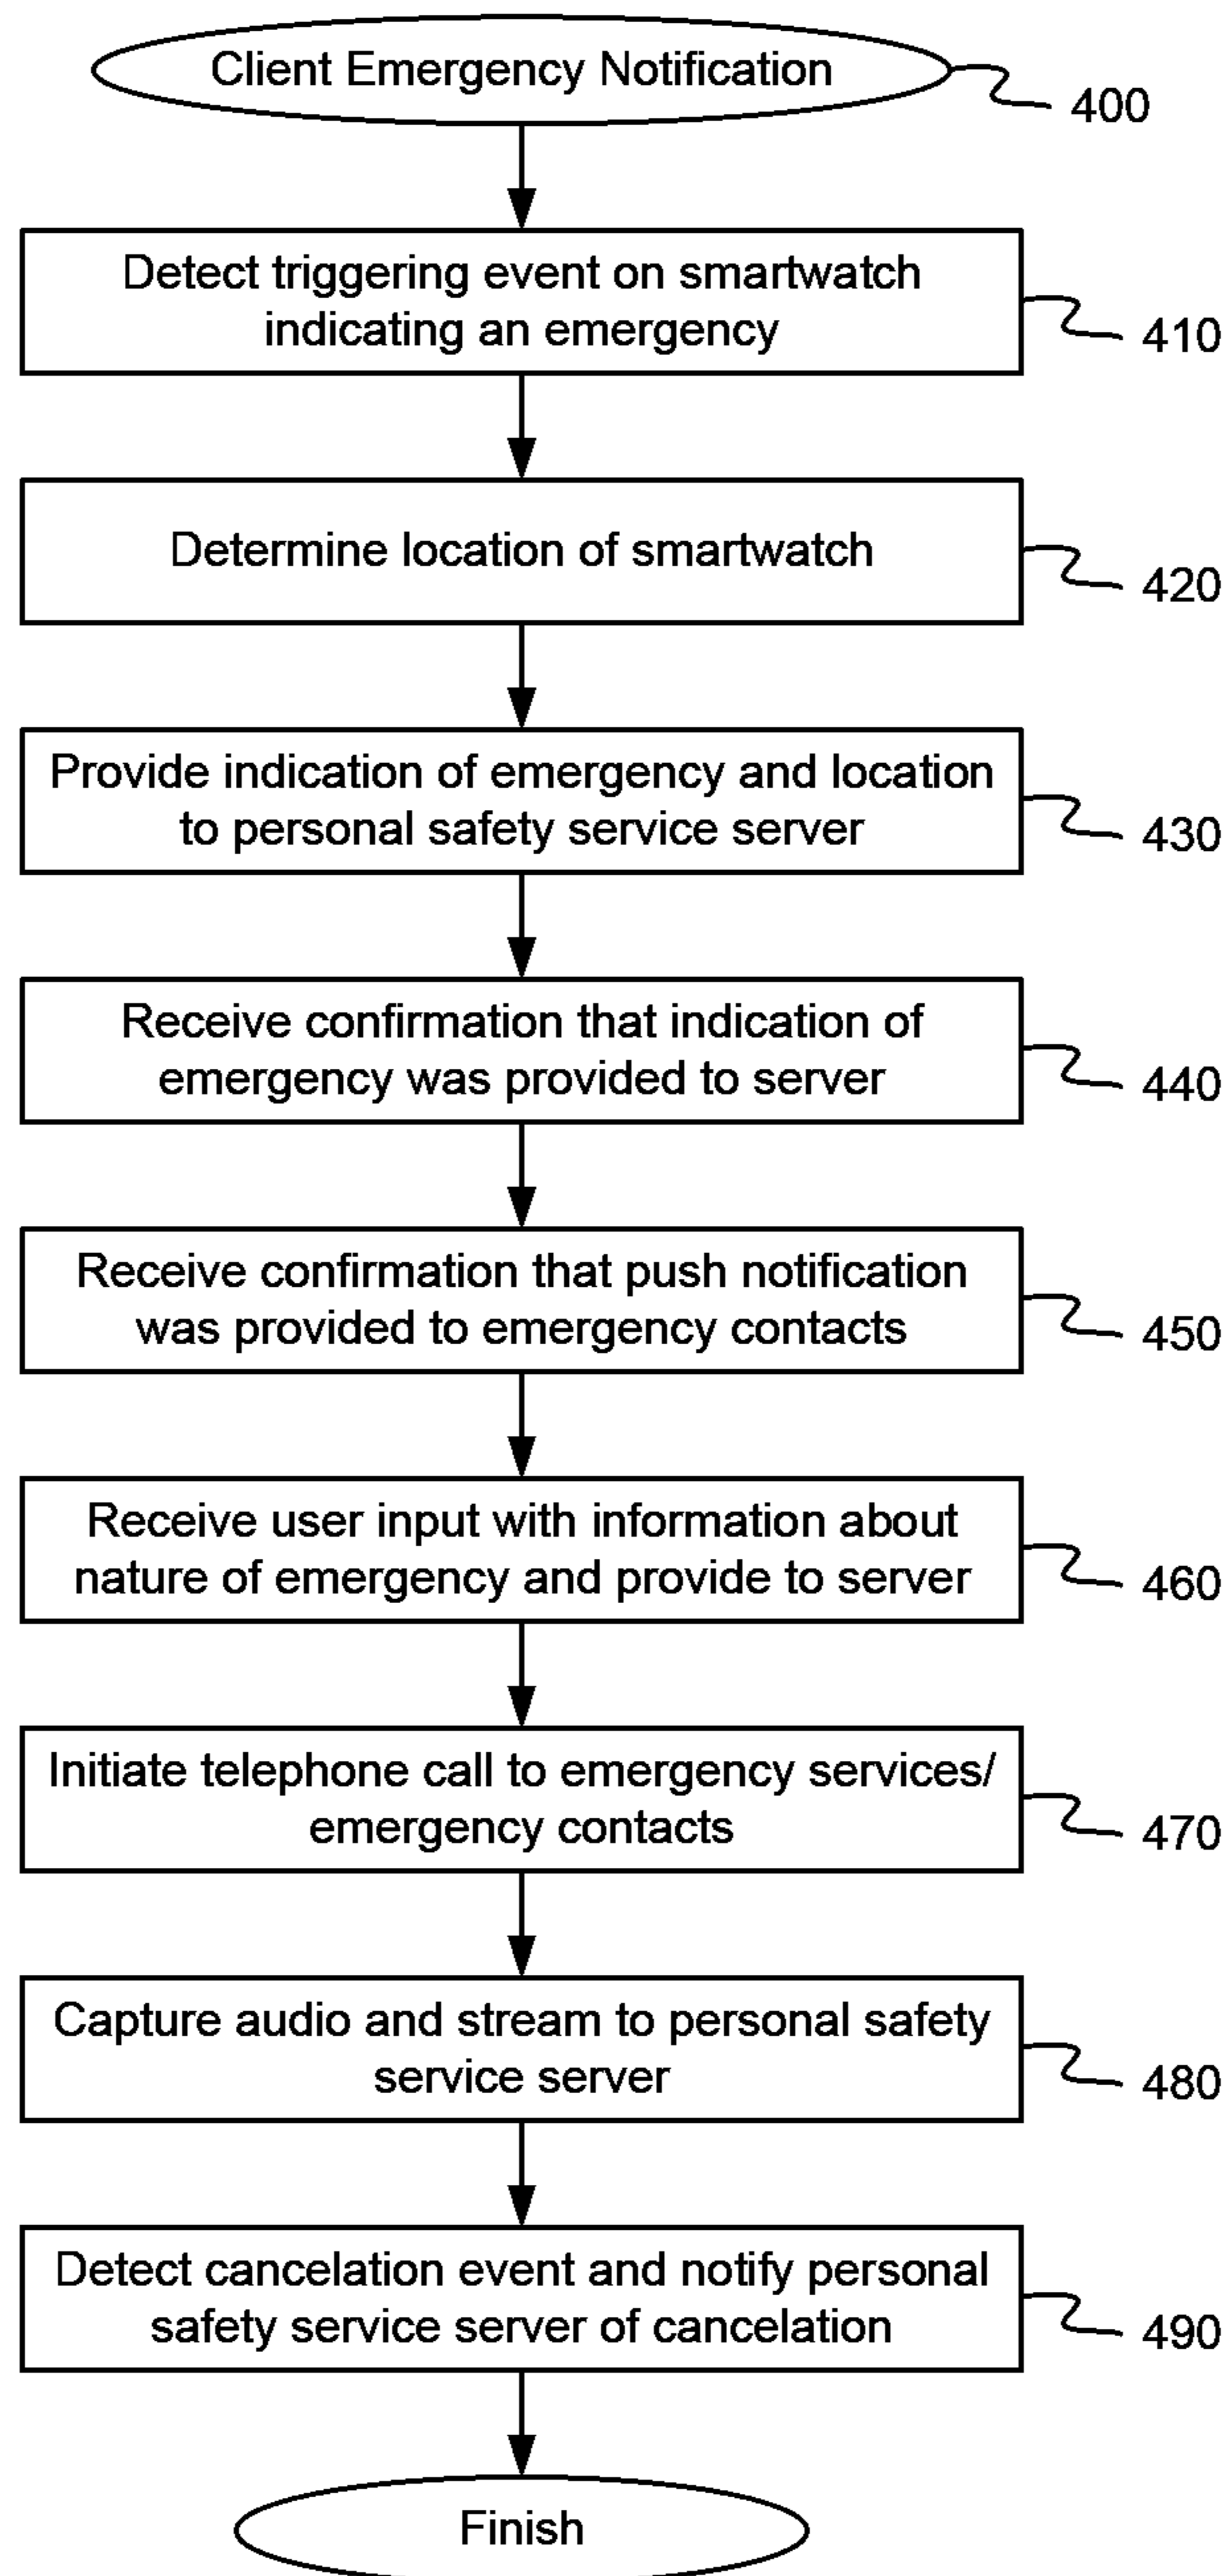 Client Emergency Notification
400
Detect triggering event on smartwatch
indicating an emergency
410
Determine location of smartwatch
420
Provide indication of emergency and location
to personal safety service server
430
Receive confirmation that indication of
emergency was provided to server
440
Receive confirmation that push notification
was provided to emergency contacts
450
Receive user input with information about
nature of emergency and provide to server
460
Initiate telephone call to emergency services/
emergency contacts
470
Capture audio and stream to personal safety
service server
480
Detect cancelation event and notify personal
safety service server of cancelation
490
Finish